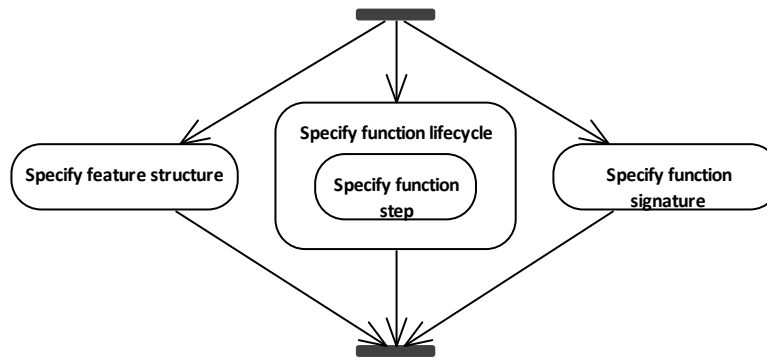 Specify function lifecycle
Specify feature structure
Specify function
step
Specify function
signature